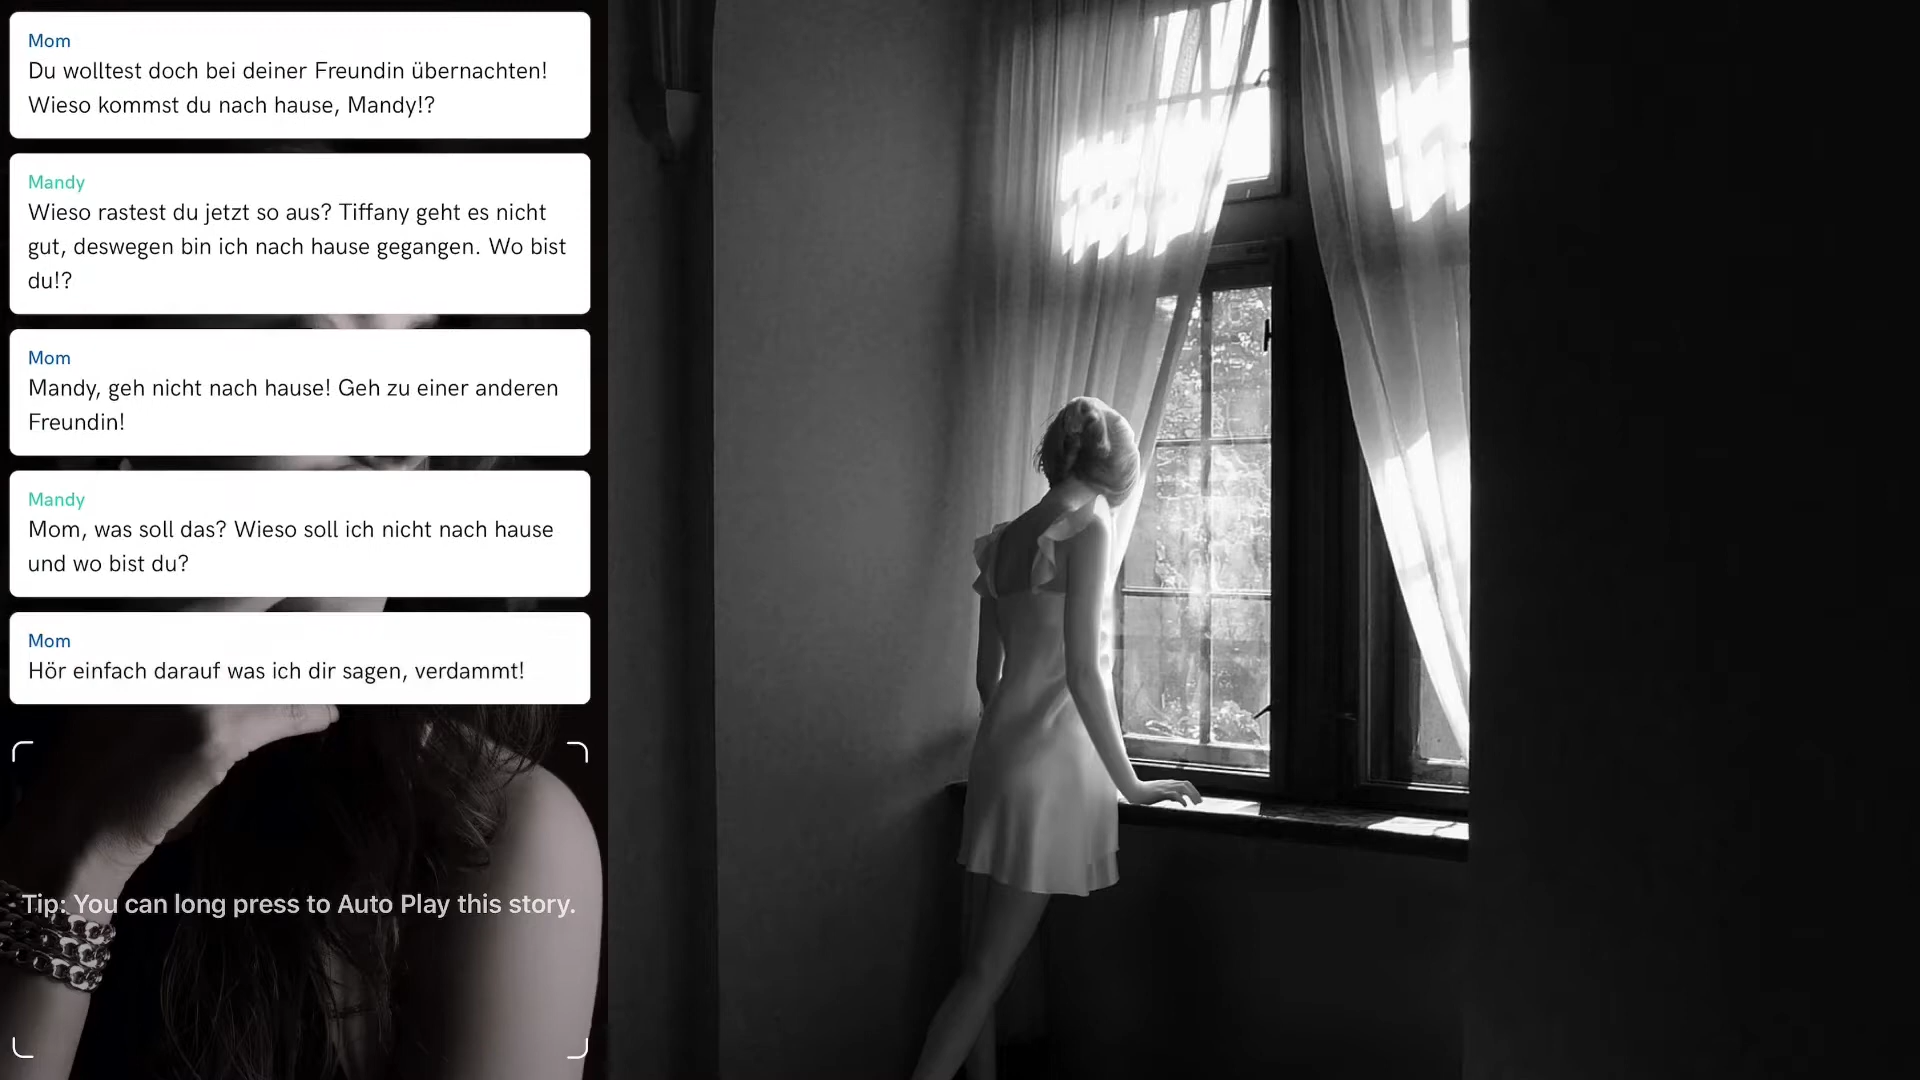 Mom
Du wolltest doch bei deiner Freundin übernachten!
Wieso kommst du nach hause, Mandy!?
Mandy
Wieso rastest du jetzt so aus? Tiffany geht es nicht
gut, deswegen bin ich nach hause gegangen. Wo bist
du!?
Mom
Mandy, geh nicht nach hause! Geh zu einer anderen
Freundin!
Mandy
Mom, was soll das? Wieso soll ich nicht nach hause
und wo bist du?
Mom
Hör einfach darauf was ich dir sagen, verdammt!
Tip: You can long press to Auto Play this story.